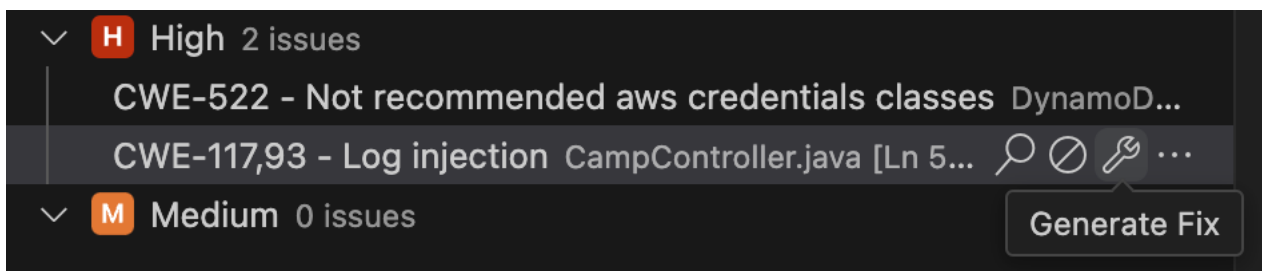 H High 2 issues
CWE-522 - Not recommended aws credentials classes DynamoD...
CWE-117,93 - Log injection CampController.java [Ln 5... ...
M Medium 0 issues
Generate Fix